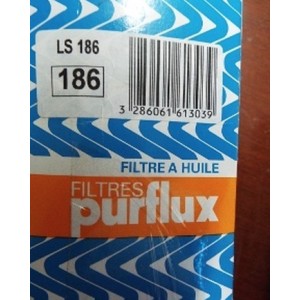 LS 186
186
3 286061 613039
FILTRE A HUILE
FILTRES
purflux